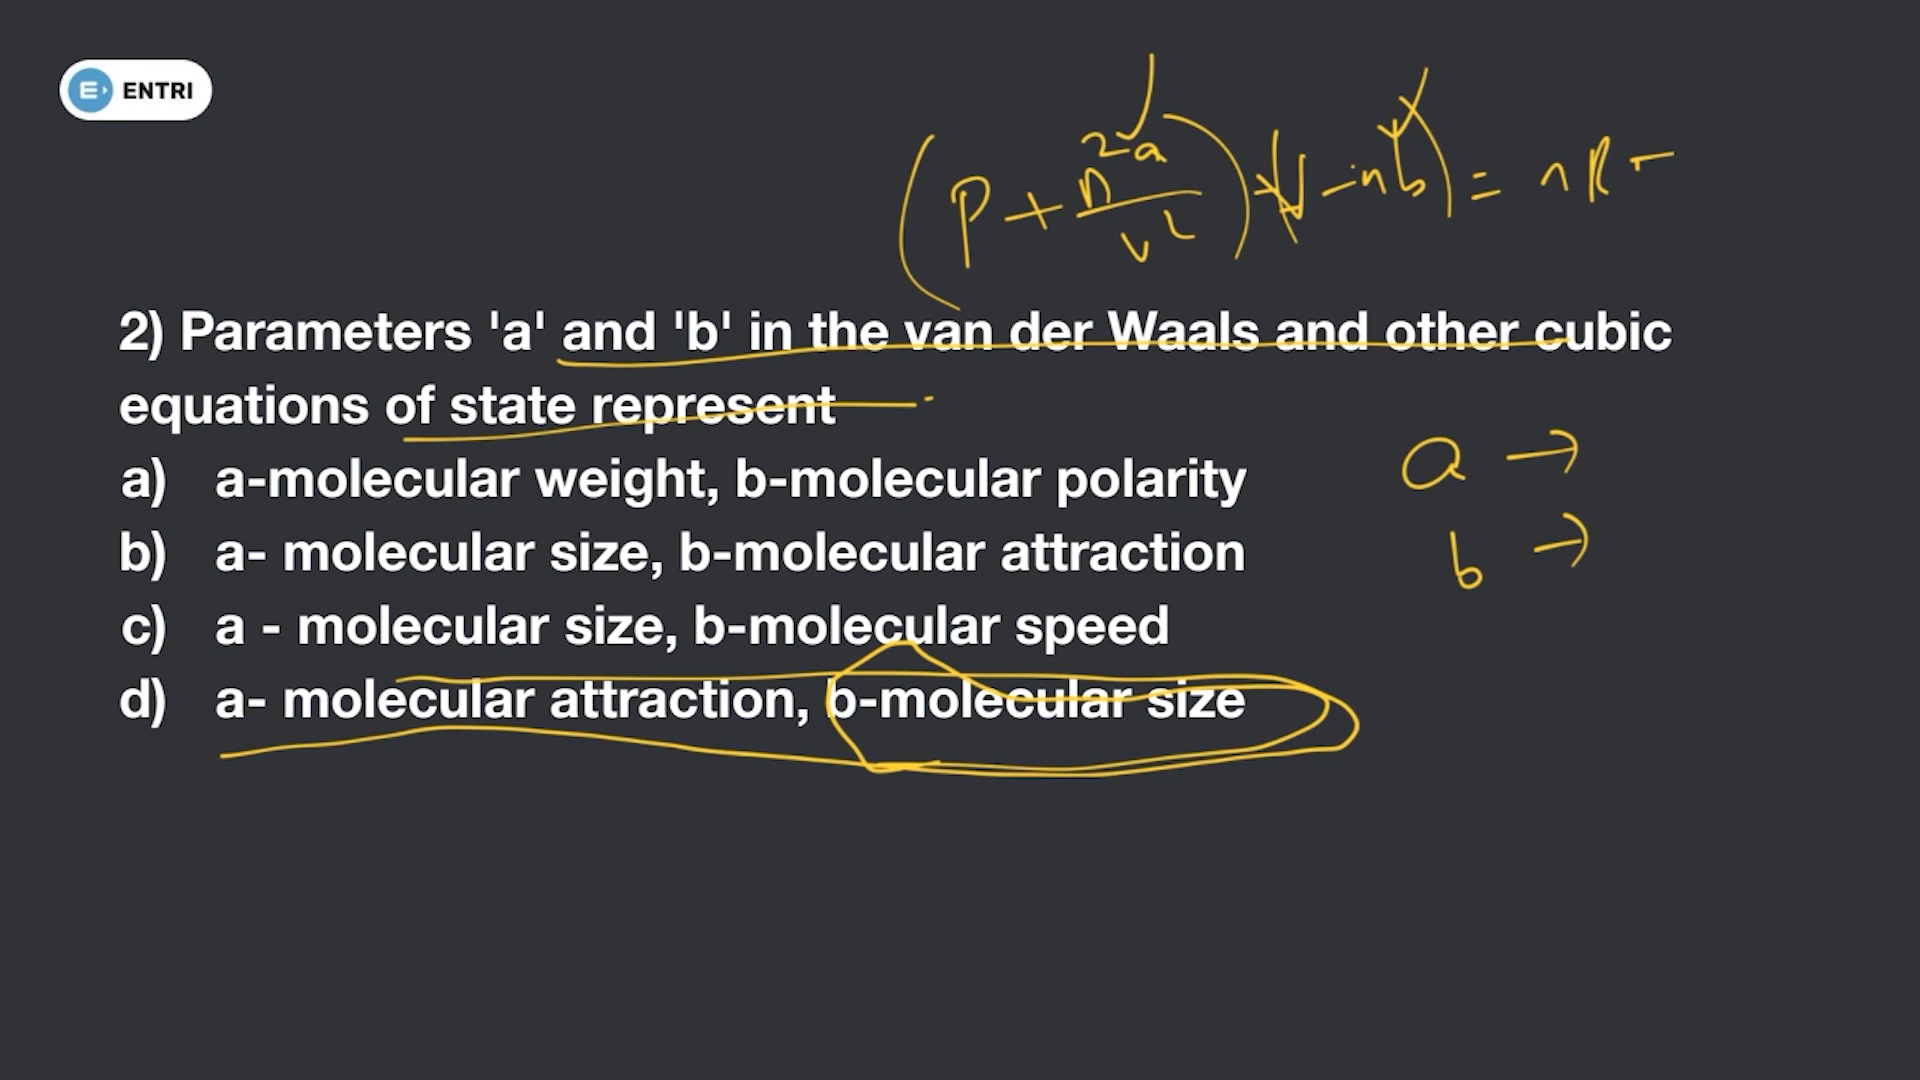 ENTRI
(P + n²a / v²) (V - nb) = nRT
2) Parameters 'a' and 'b' in the van der Waals and other cubic
equations of state represent
a) a-molecular weight, b-molecular polarity
a →
b) a- molecular size, b-molecular attraction
b →
c) a - molecular size, b-molecular speed
d) a- molecular attraction, b-molecular size